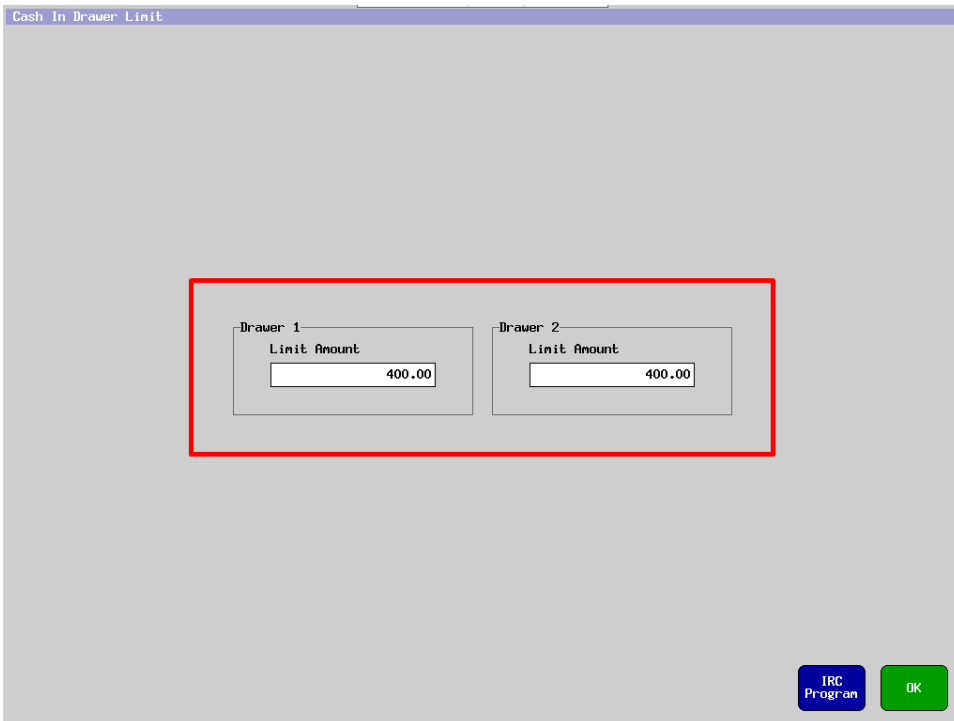 Cash In Drawer Limit
Drawer 1
Drawer 2
Limit Amount
Limit Amount
400.00
400.00
IRC
Program
OK